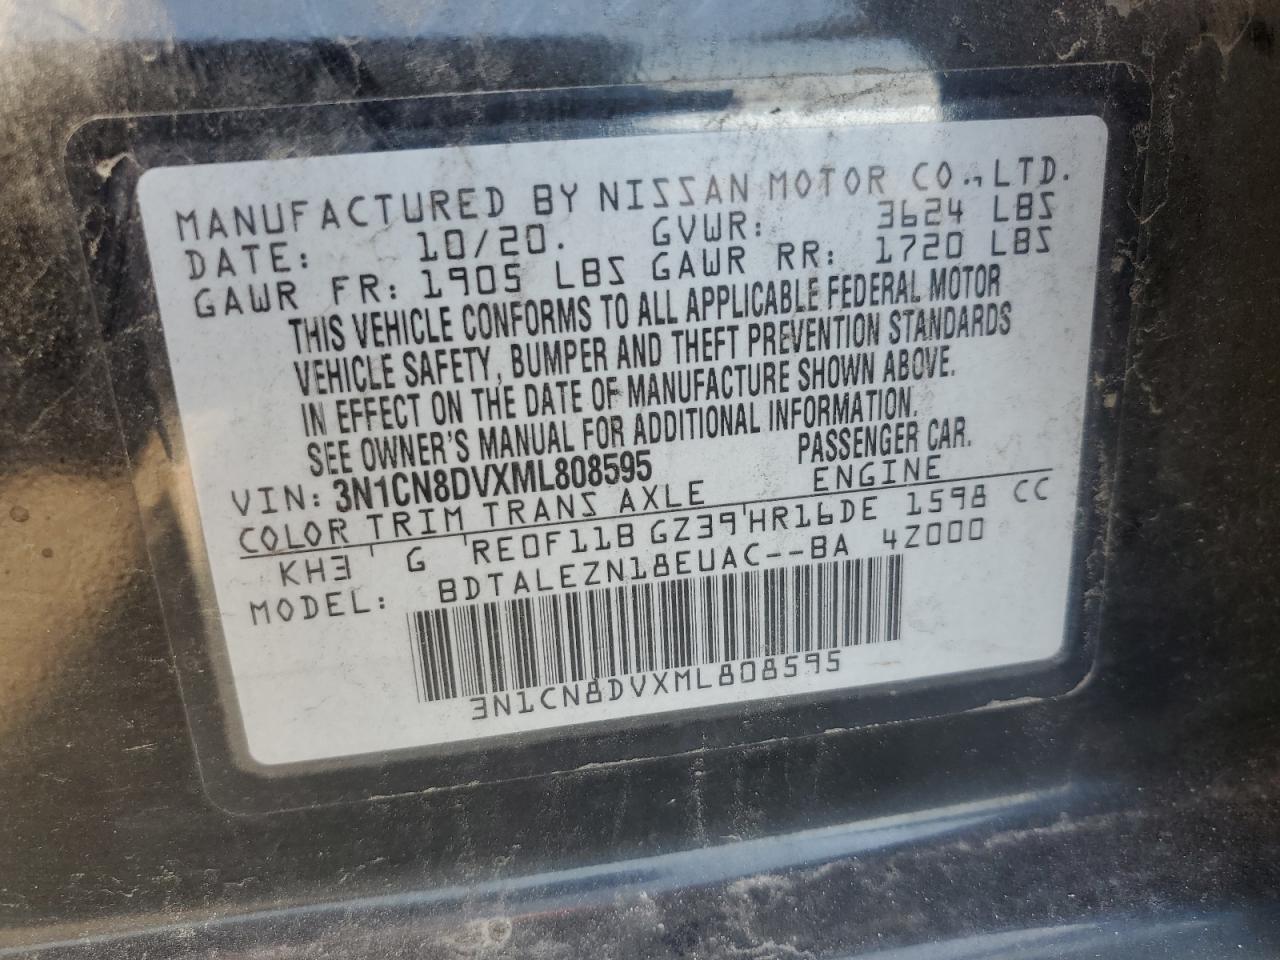 MANUFACTURED BY NISSAN MOTOR CO., LTD.
DATE: 10/20. GVWR: 3624 LBS
GAWR FR: 1905 LBS GAWR RR: 1720 LBS
THIS VEHICLE CONFORMS TO ALL APPLICABLE FEDERAL MOTOR
VEHICLE SAFETY, BUMPER AND THEFT PREVENTION STANDARDS
IN EFFECT ON THE DATE OF MANUFACTURE SHOWN ABOVE.
SEE OWNER'S MANUAL FOR ADDITIONAL INFORMATION.
VIN: 3N1CN8DVXML808595 PASSENGER CAR.
COLOR TRIM TRANS AXLE ENGINE
KH3 G RE0F11B GZ39 HR16DE 1598 CC
MODEL: BDTALEZN18EUAC--BA 4Z000
3N1CN8DVXML808595